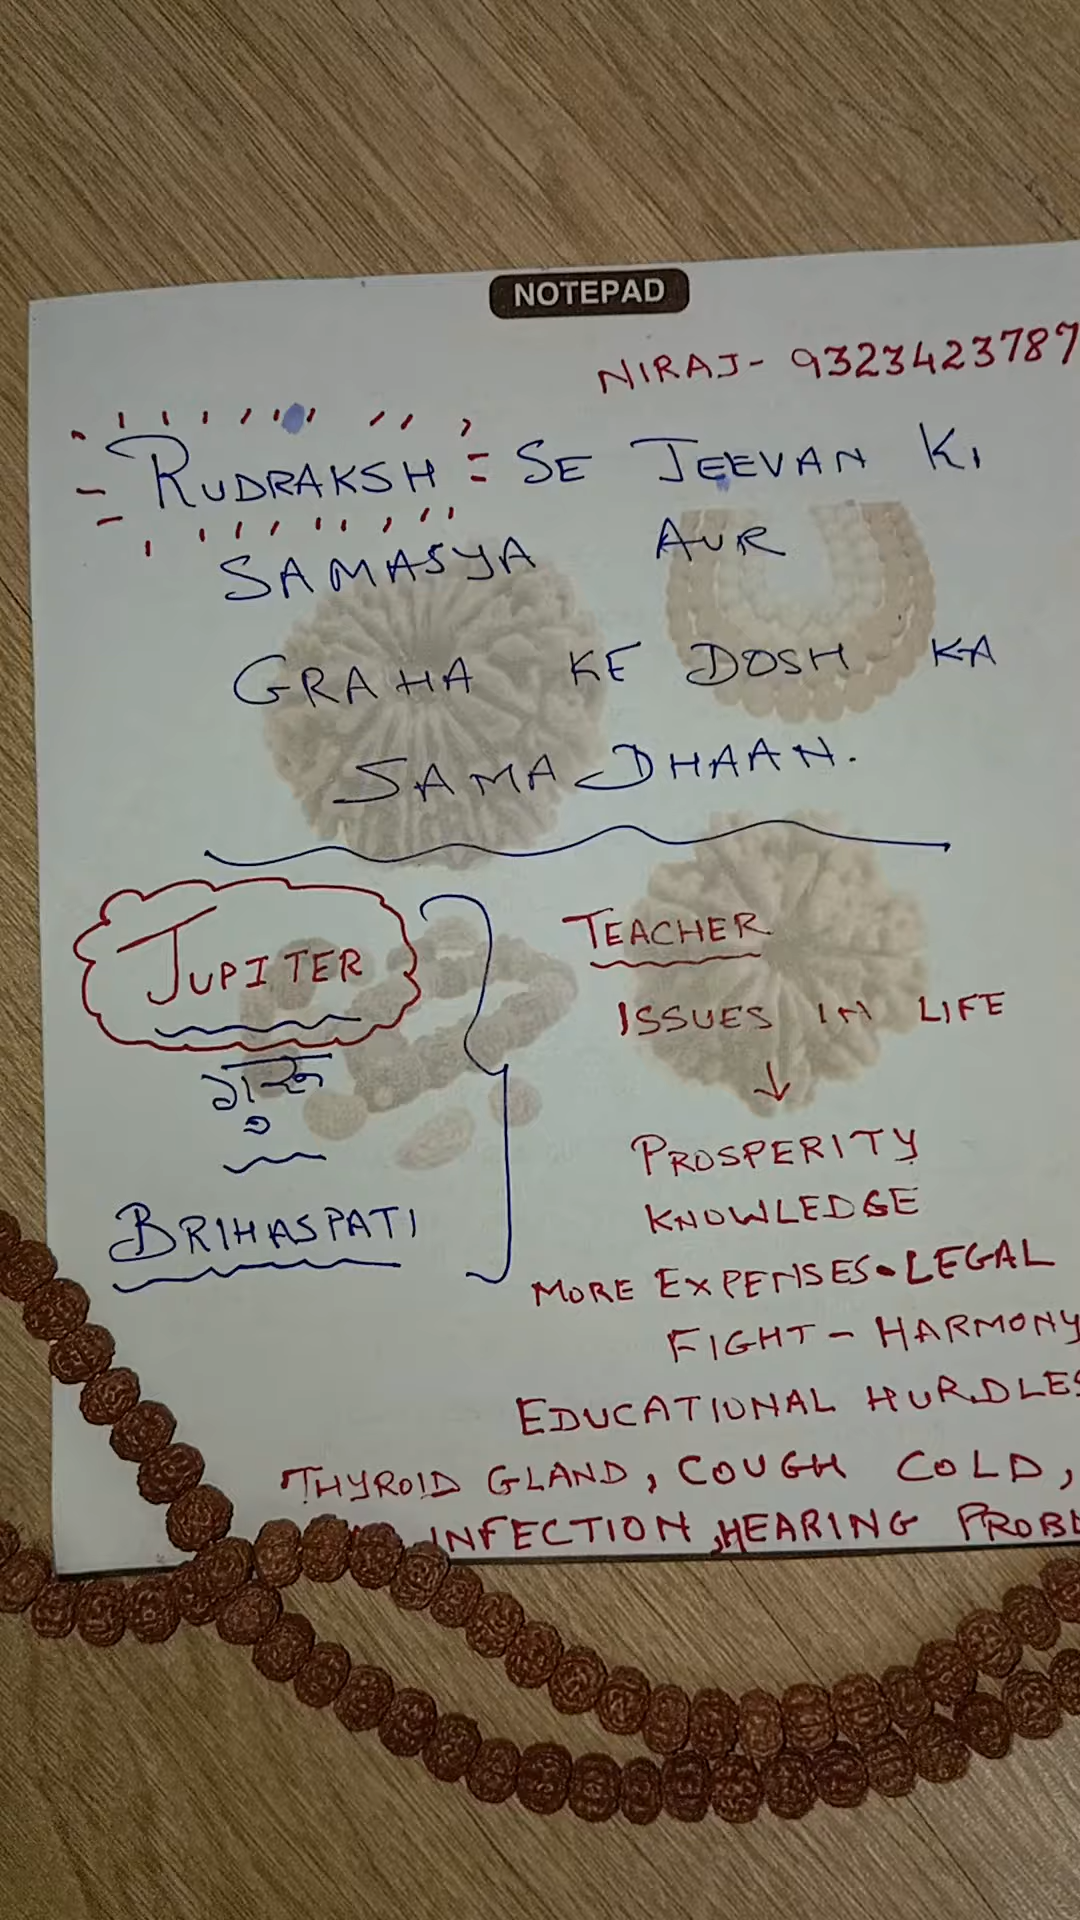 NOTEPAD
NIRAJ- 9323423787
RUDRAKSH SE JEEVAN KI
SAMASYA AUR
GRAHA KE DOSH KA
SAMADHAAN.
JUPITER
गुरू
BRIHASPATI
TEACHER
ISSUES IN LIFE
PROSPERITY
KNOWLEDGE
MORE EXPENSES • LEGAL
FIGHT - HARMONY
EDUCATIONAL HURDLES
THYROID GLAND, COUGH COLD,
INFECTION, HEARING PROBL